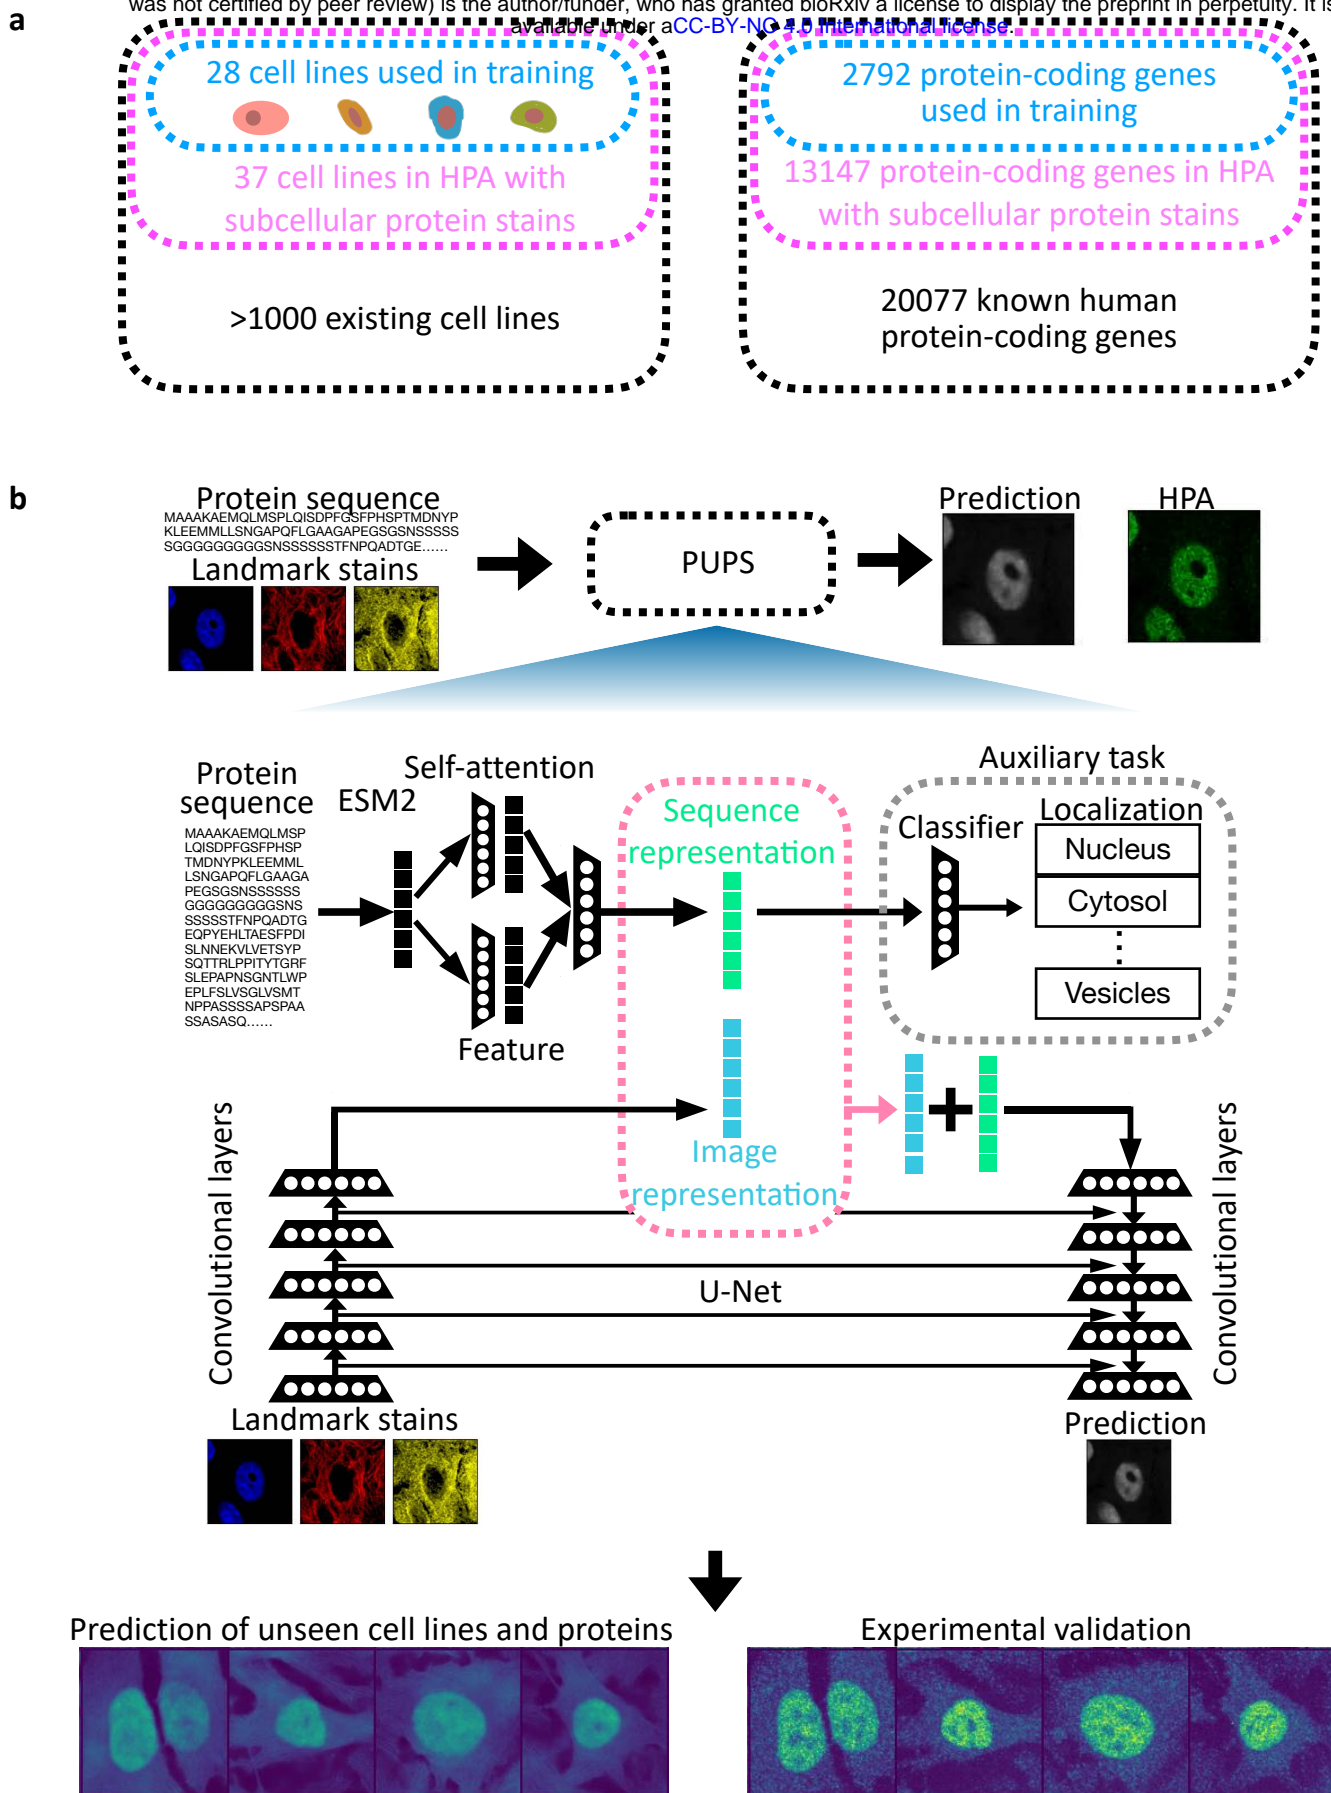 was not certified by peer review) is the author/funder, who has granted bioRxiv a license to display the preprint in perpetuity. It is
available under aCC-BY-NC 4.0 International license.
a
28 cell lines used in training
37 cell lines in HPA with
subcellular protein stains
>1000 existing cell lines
2792 protein-coding genes
used in training
13147 protein-coding genes in HPA
with subcellular protein stains
20077 known human
protein-coding genes
b
Protein sequence
MAAAKAEMQLMSPLQISDPFGSFPHSPTMDNYP
KLEEMMLLSNGAPQFLGAAGAPEGSGSNSSSSS
SGGGGGGGGGSNSSSSSSTFNPQADTGE......
Landmark stains
PUPS
Prediction
HPA
Protein
sequence
MAAAKAEMQLMSP
LQISDPFGSFPHSP
TMDNYPKLEEMML
LSNGAPQFLGAAGA
PEGSGSNSSSSSS
GGGGGGGGGSNS
SSSSSTFNPQADTG
EQPYEHLTAESFPDI
SLNNEKVLVETSYP
SQTTRLPPITYTGRF
SLEPAPNSGNTLWP
EPLFSLVSGLVSMT
NPPASSSSAPSPAA
SSASASQ......
ESM2
Self-attention
Feature
Sequence
representation
Image
representation
Auxiliary task
Classifier
Localization
Nucleus
Cytosol
Vesicles
+
Convolutional layers
U-Net
Convolutional layers
Landmark stains
Prediction
Prediction of unseen cell lines and proteins
Experimental validation